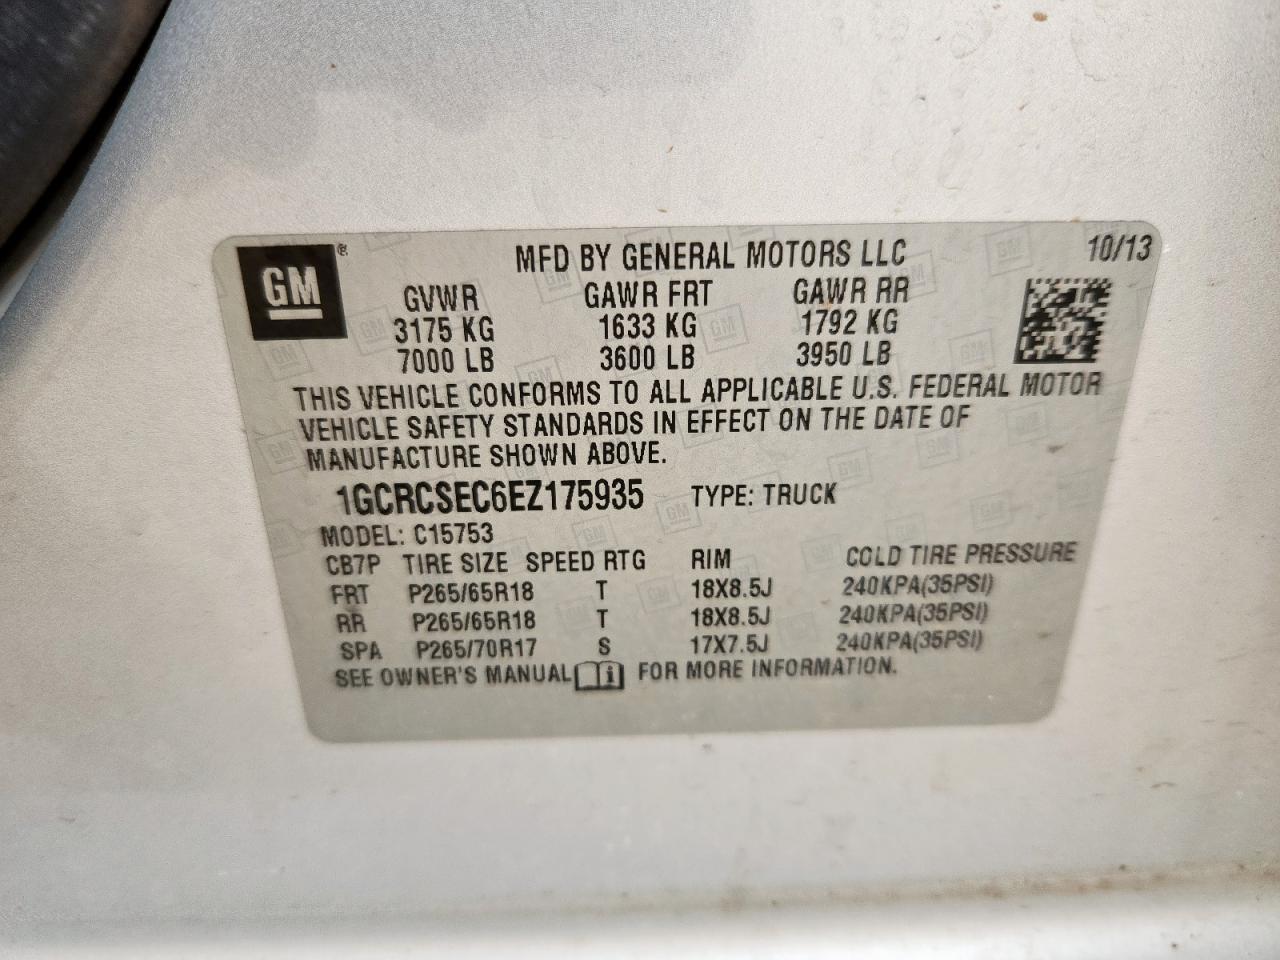 GM ® MFD BY GENERAL MOTORS LLC 10/13
GVWR GAWR FRT GAWR RR
3175 KG 1633 KG 1792 KG
7000 LB 3600 LB 3950 LB
THIS VEHICLE CONFORMS TO ALL APPLICABLE U.S. FEDERAL MOTOR
VEHICLE SAFETY STANDARDS IN EFFECT ON THE DATE OF
MANUFACTURE SHOWN ABOVE.
1GCRCSEC6EZ175935 TYPE: TRUCK
MODEL: C15753
CB7P TIRE SIZE SPEED RTG RIM COLD TIRE PRESSURE
FRT P265/65R18 T 18X8.5J 240KPA(35PSI)
RR P265/65R18 T 18X8.5J 240KPA(35PSI)
SPA P265/70R17 S 17X7.5J 240KPA(35PSI)
SEE OWNER'S MANUAL i FOR MORE INFORMATION.